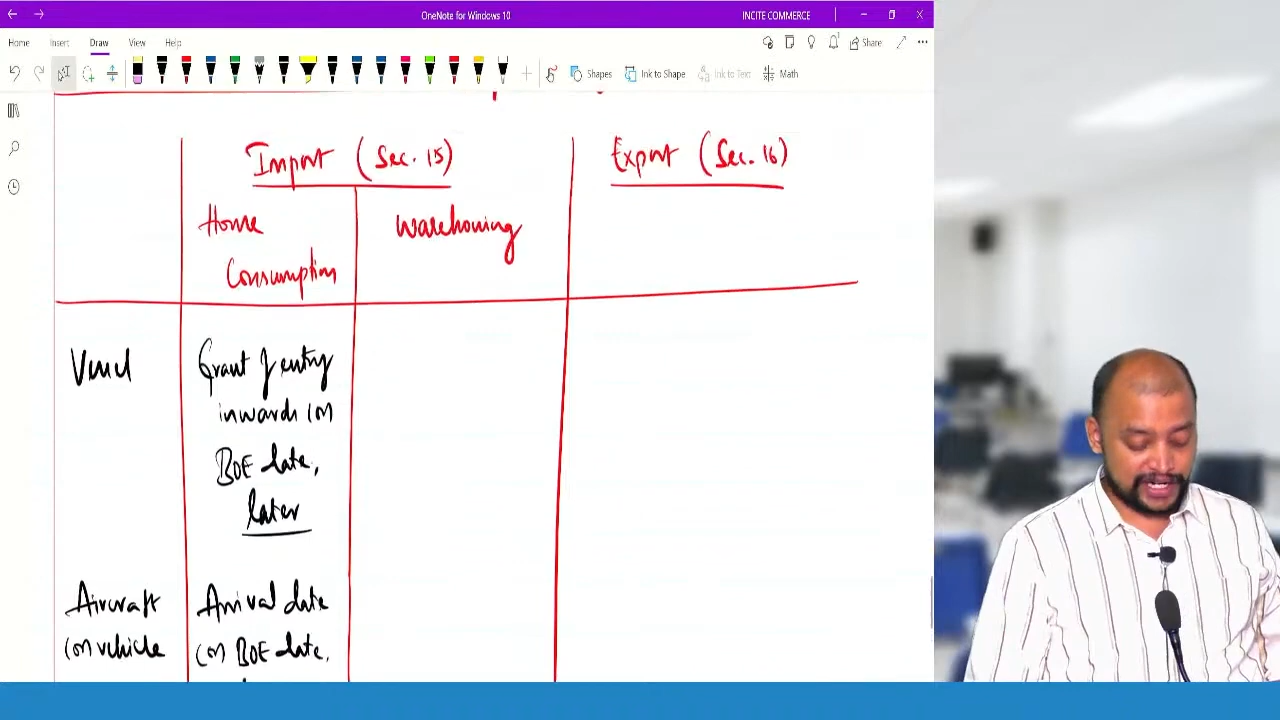 OneNote for Windows 10
INCITE COMMERCE
Home Insert Draw View Help
Share
Shapes
Ink to Shape
Ink to Text
Math
Import (Sec. 15)
Export (Sec. 16)
Home
Consumption
Warehousing
Vessel
Grant of entry
inwards (or)
BOE date,
later
Aircraft
(or) vehicle
Arrival date
(or) BOE date,